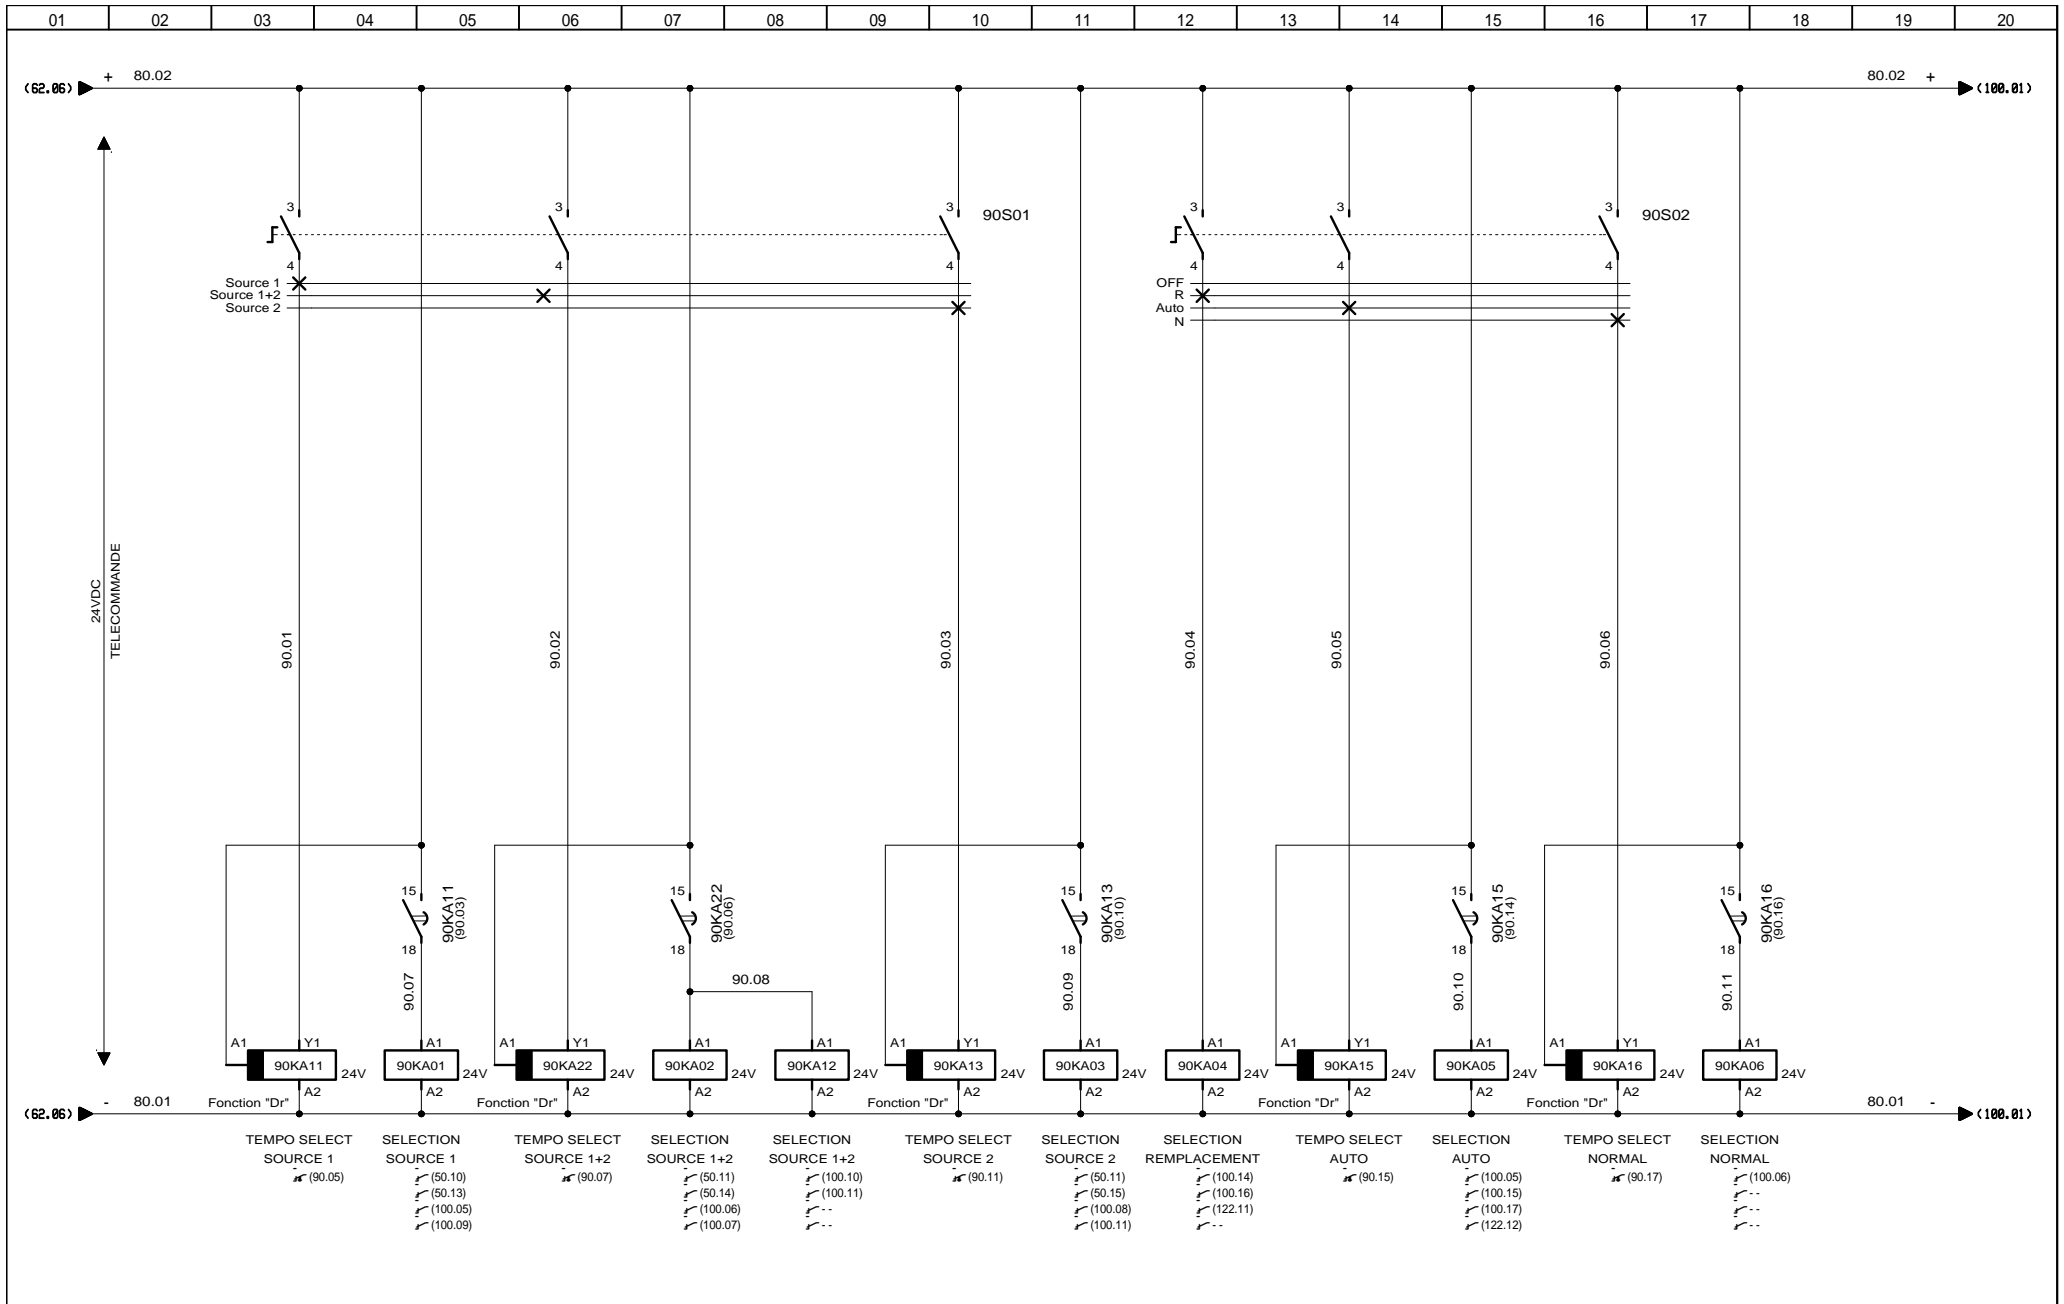 01 02 03 04 05 06 07 08 09 10 11 12 13 14 15 16 17 18 19 20
+ 80.02 80.02 +
(62.06) (100.01)
3 3 3 90S01 3 3 3 90S02
4 4 4 4 4 4
Source 1 OFF
Source 1+2 R
Source 2 Auto
N
24VDC
TELECOMMANDE
90.01 90.02 90.03 90.04 90.05 90.06
15 15 15 15 15
90KA11 90KA22 90KA13 90KA15 90KA16
(90.03) (90.06) (90.10) (90.14) (90.16)
18 18 18 18 18
90.07 90.08 90.09 90.10 90.11
A1 Y1 A1 A1 Y1 A1 A1 A1 Y1 A1 A1 A1 Y1 A1 A1 Y1 A1
90KA11 24V 90KA01 24V 90KA22 24V 90KA02 24V 90KA12 24V 90KA13 24V 90KA03 24V 90KA04 24V 90KA15 24V 90KA05 24V 90KA16 24V 90KA06 24V
A2 A2 A2 A2 A2 A2 A2 A2 A2 A2 A2 A2
- 80.01 Fonction "Dr" Fonction "Dr" Fonction "Dr" Fonction "Dr" Fonction "Dr" 80.01 -
(62.06) (100.01)
TEMPO SELECT SELECTION TEMPO SELECT SELECTION SELECTION TEMPO SELECT SELECTION SELECTION TEMPO SELECT SELECTION TEMPO SELECT SELECTION
SOURCE 1 SOURCE 1 SOURCE 1+2 SOURCE 1+2 SOURCE 1+2 SOURCE 2 SOURCE 2 REMPLACEMENT AUTO AUTO NORMAL NORMAL
(90.05) (50.10) (90.07) (50.11) (100.10) (90.11) (50.11) (100.14) (90.15) (100.05) (90.17) (100.06)
(50.13) (50.14) (100.11) (50.15) (100.16) (100.15) --
(100.05) (100.06) -- (100.08) (122.11) (100.17) --
(100.09) (100.07) -- (100.11) -- (122.12) --